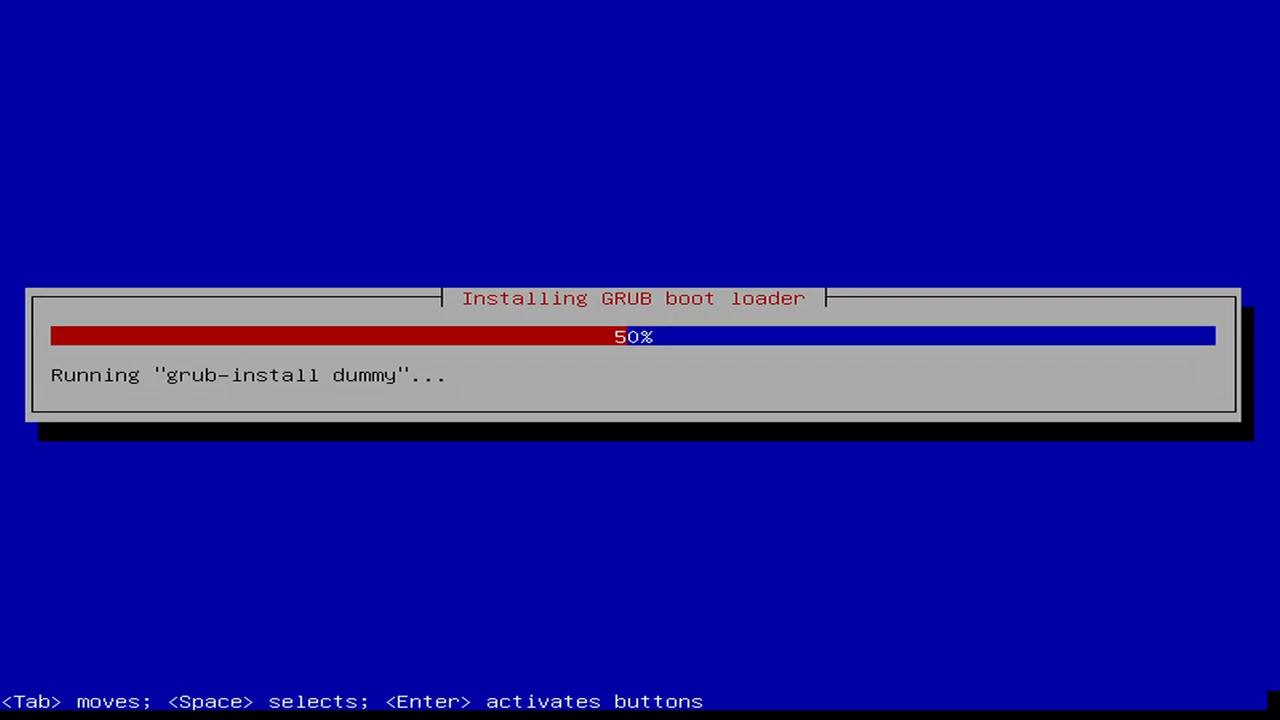 Installing GRUB boot loader
50%
Running "grub-install dummy"...
<Tab> moves; <Space> selects; <Enter> activates buttons